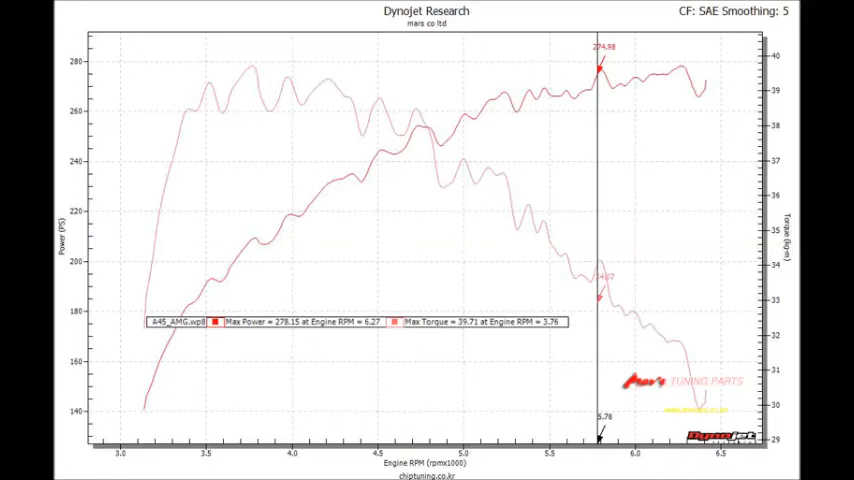 Dynojet Research
CF: SAE Smoothing: 5
mars co ltd
274.98
280
260
240
220
200
180
160
140
Power (PS)
40
39
38
37
36
35
34
33
32
31
30
29
Torque (kg-m)
A45_AMG.wp8 Max Power = 278.15 at Engine RPM = 6.27 Max Torque = 39.71 at Engine RPM = 3.76
TUNING PARTS
Dynojet
5.78
3.0 3.5 4.0 4.5 5.0 5.5 6.0 6.5
Engine RPM (rpmx1000)
chiptuning.co.kr